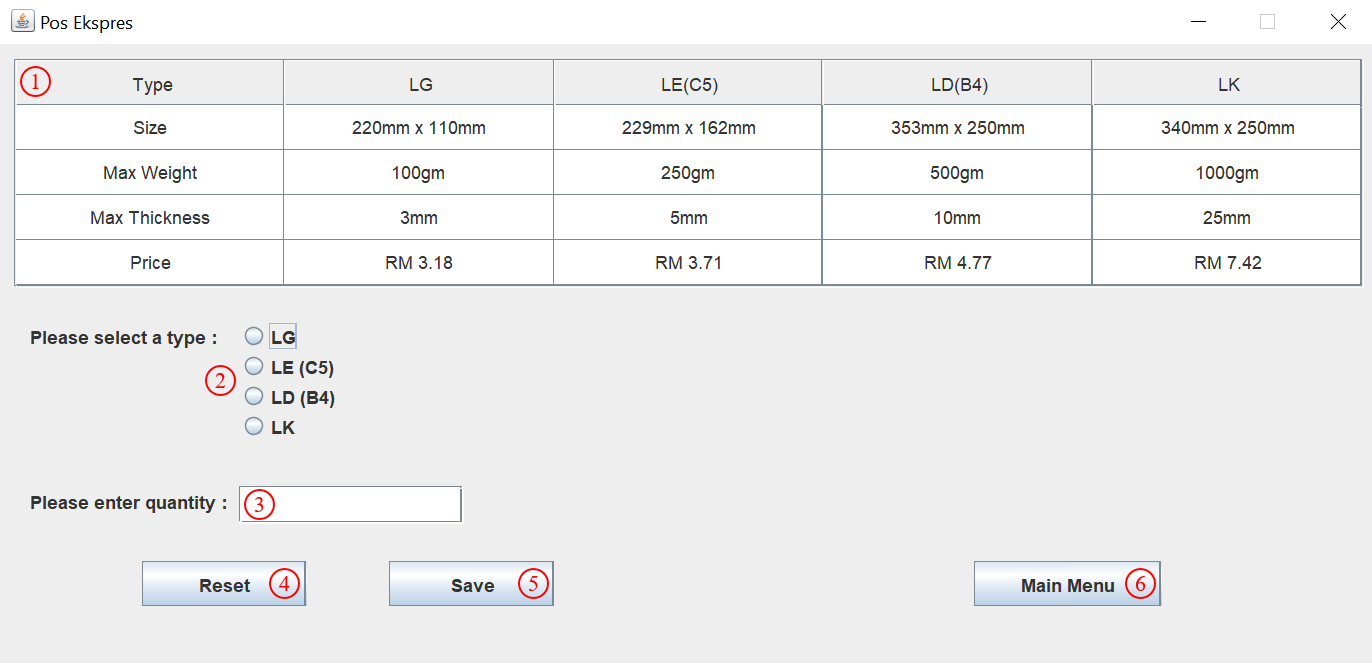 Pos Ekspres
1 Type LG LE(C5) LD(B4) LK
Size 220mm x 110mm 229mm x 162mm 353mm x 250mm 340mm x 250mm
Max Weight 100gm 250gm 500gm 1000gm
Max Thickness 3mm 5mm 10mm 25mm
Price RM 3.18 RM 3.71 RM 4.77 RM 7.42
Please select a type : LG
LE (C5)
2
LD (B4)
LK
Please enter quantity : 3
Reset 4 Save 5 Main Menu 6